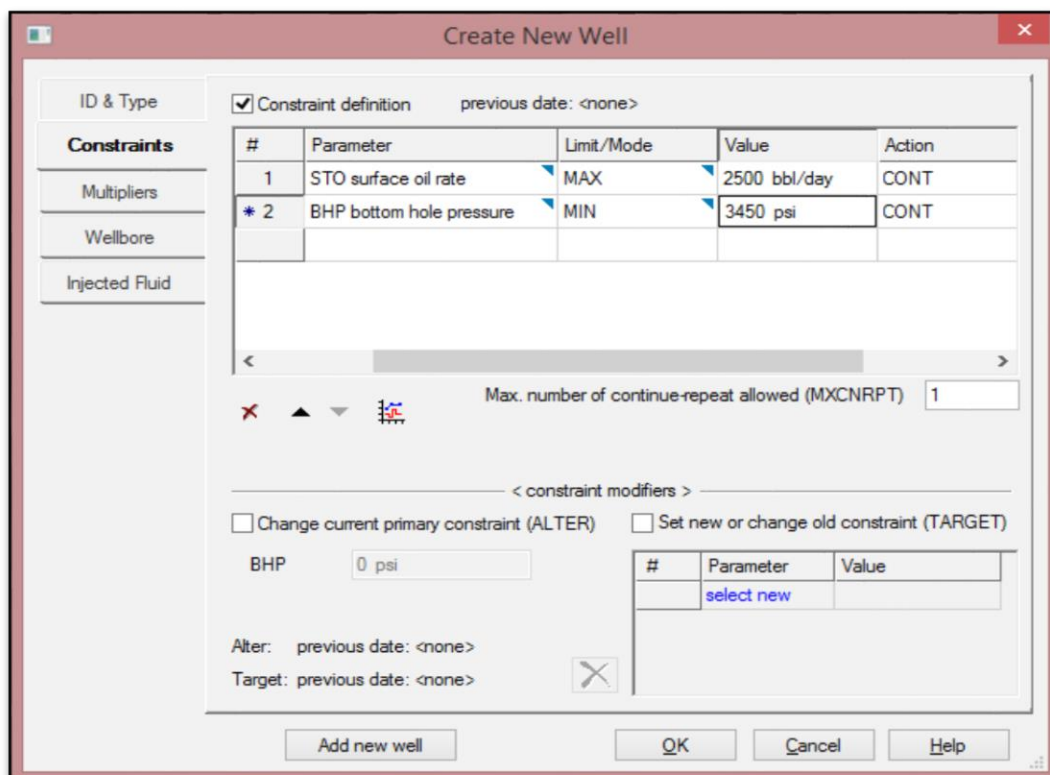 Create New Well
ID & Type
Constraints
Multipliers
Wellbore
Injected Fluid
Constraint definition previous date: <none>
# Parameter Limit/Mode Value Action
1 STO surface oil rate MAX 2500 bbl/day CONT
* 2 BHP bottom hole pressure MIN 3450 psi CONT
Max. number of continue-repeat allowed (MXCNRPT) 1
< constraint modifiers >
Change current primary constraint (ALTER)
BHP 0 psi
Set new or change old constraint (TARGET)
# Parameter Value
select new
Alter: previous date: <none>
Target: previous date: <none>
Add new well OK Cancel Help